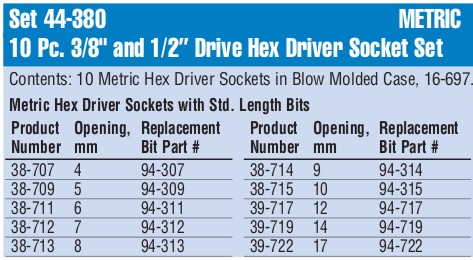 Set 44-380 METRIC
10 Pc. 3/8" and 1/2" Drive Hex Driver Socket Set
Contents: 10 Metric Hex Driver Sockets in Blow Molded Case, 16-697.
Metric Hex Driver Sockets with Std. Length Bits
Product Opening, Replacement Product Opening, Replacement
Number mm Bit Part # Number mm Bit Part #
38-707 4 94-307 38-714 9 94-314
38-709 5 94-309 38-715 10 94-315
38-711 6 94-311 39-717 12 94-717
38-712 7 94-312 39-719 14 94-719
38-713 8 94-313 39-722 17 94-722